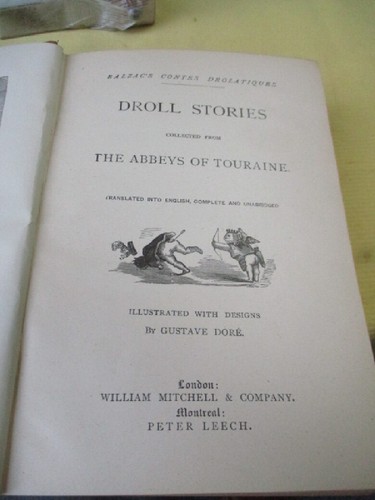 BALZAC'S CONTES DROLATIQUES
DROLL STORIES
COLLECTED FROM
THE ABBEYS OF TOURAINE.
TRANSLATED INTO ENGLISH, COMPLETE AND UNABRIDGED
ILLUSTRATED WITH DESIGNS
BY GUSTAVE DORÉ.
London:
WILLIAM MITCHELL & COMPANY.
Montreal:
PETER LEECH.